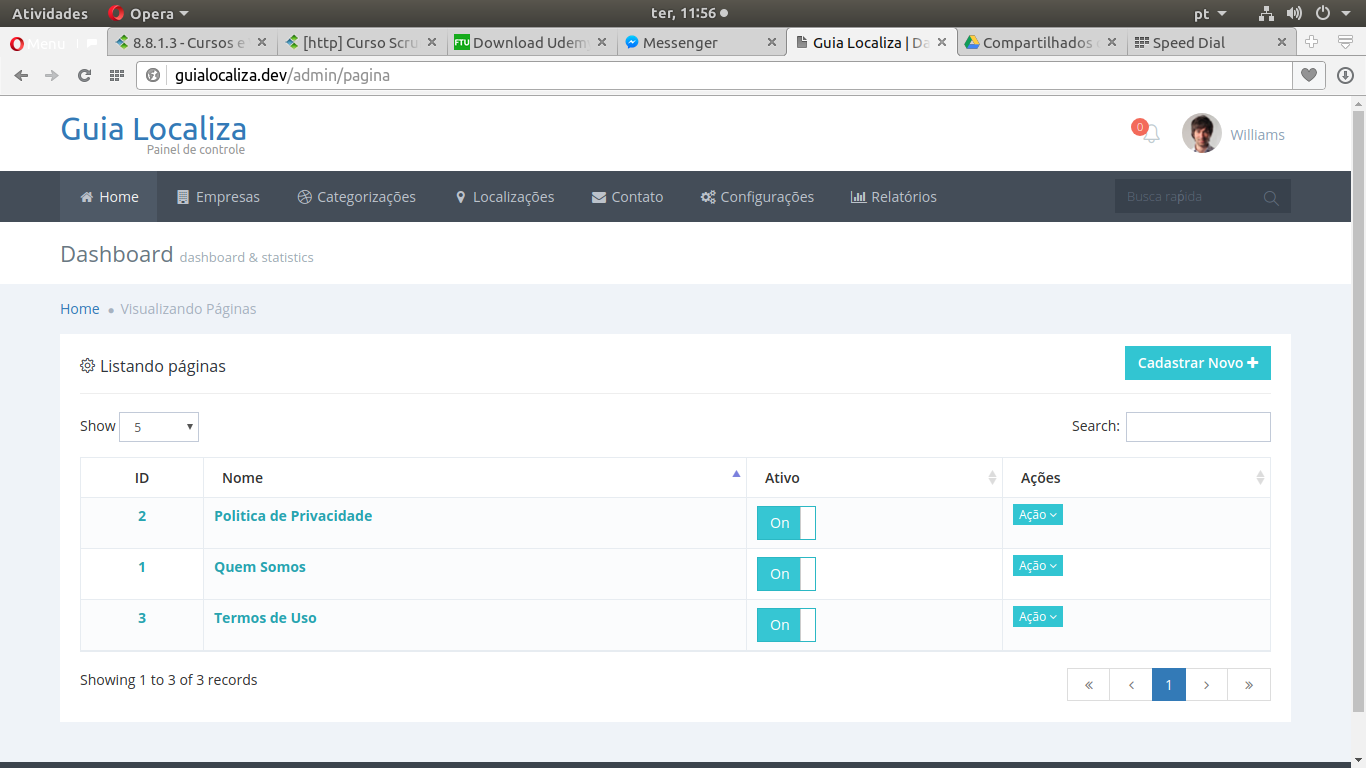 Atividades Opera ter, 11:56 pt
Menu 8.8.1.3 - Cursos e [http] Curso Scru Download Udem Messenger Guia Localiza | Da Compartilhados c Speed Dial
guialocaliza.dev/admin/pagina
Guia Localiza
Painel de controle
0 Williams
Home Empresas Categorizações Localizações Contato Configurações Relatórios Busca rapida
Dashboard dashboard & statistics
Home Visualizando Páginas
Listando páginas Cadastrar Novo
Show 5 Search:
ID Nome Ativo Ações
2 Politica de Privacidade On Ação
1 Quem Somos On Ação
3 Termos de Uso On Ação
Showing 1 to 3 of 3 records « ‹ 1 › »